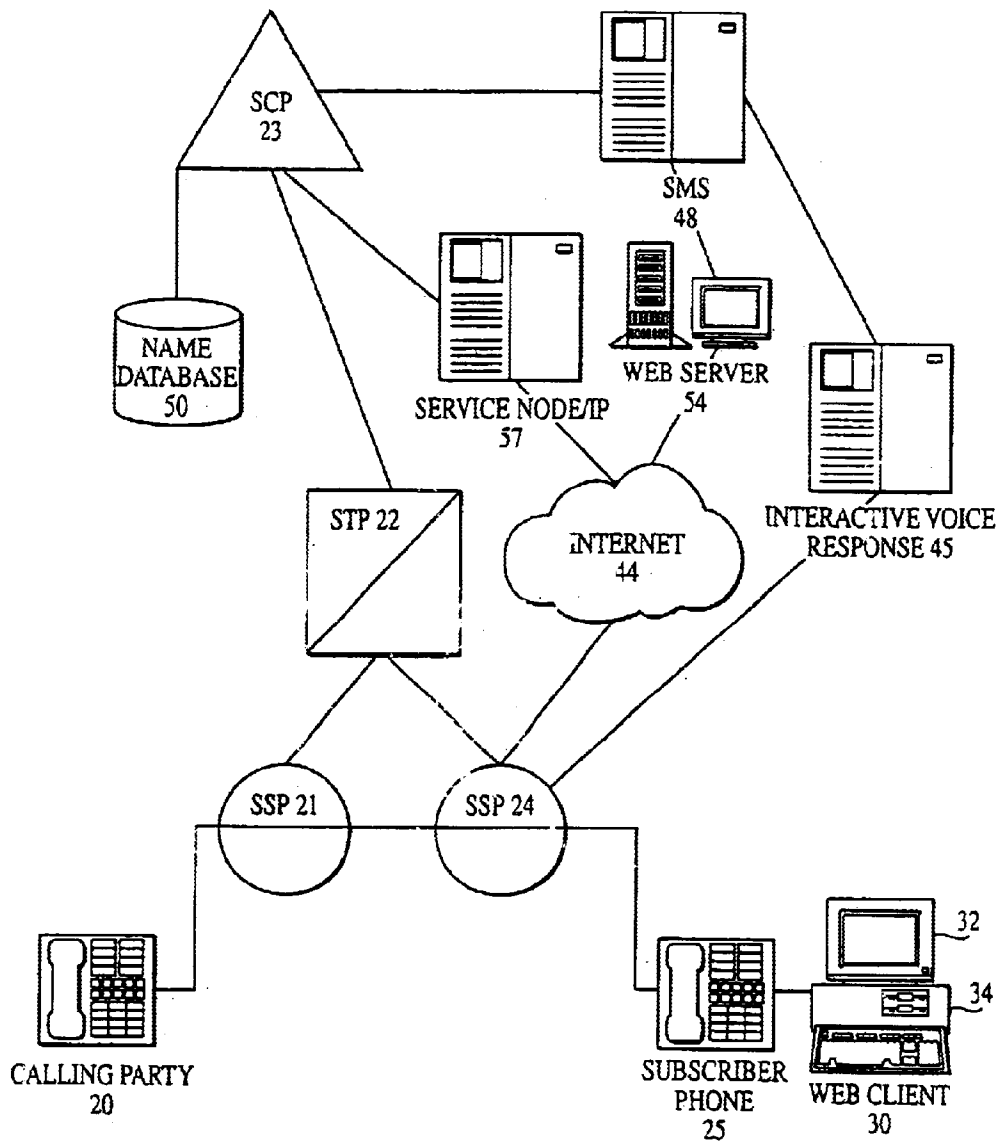 SCP
23
SMS
48
NAME
DATABASE
50
SERVICE NODE/IP
57
WEB SERVER
54
STP 22
INTERNET
44
INTERACTIVE VOICE
RESPONSE 45
SSP 21
SSP 24
32
34
CALLING PARTY
20
SUBSCRIBER
PHONE
25
WEB CLIENT
30